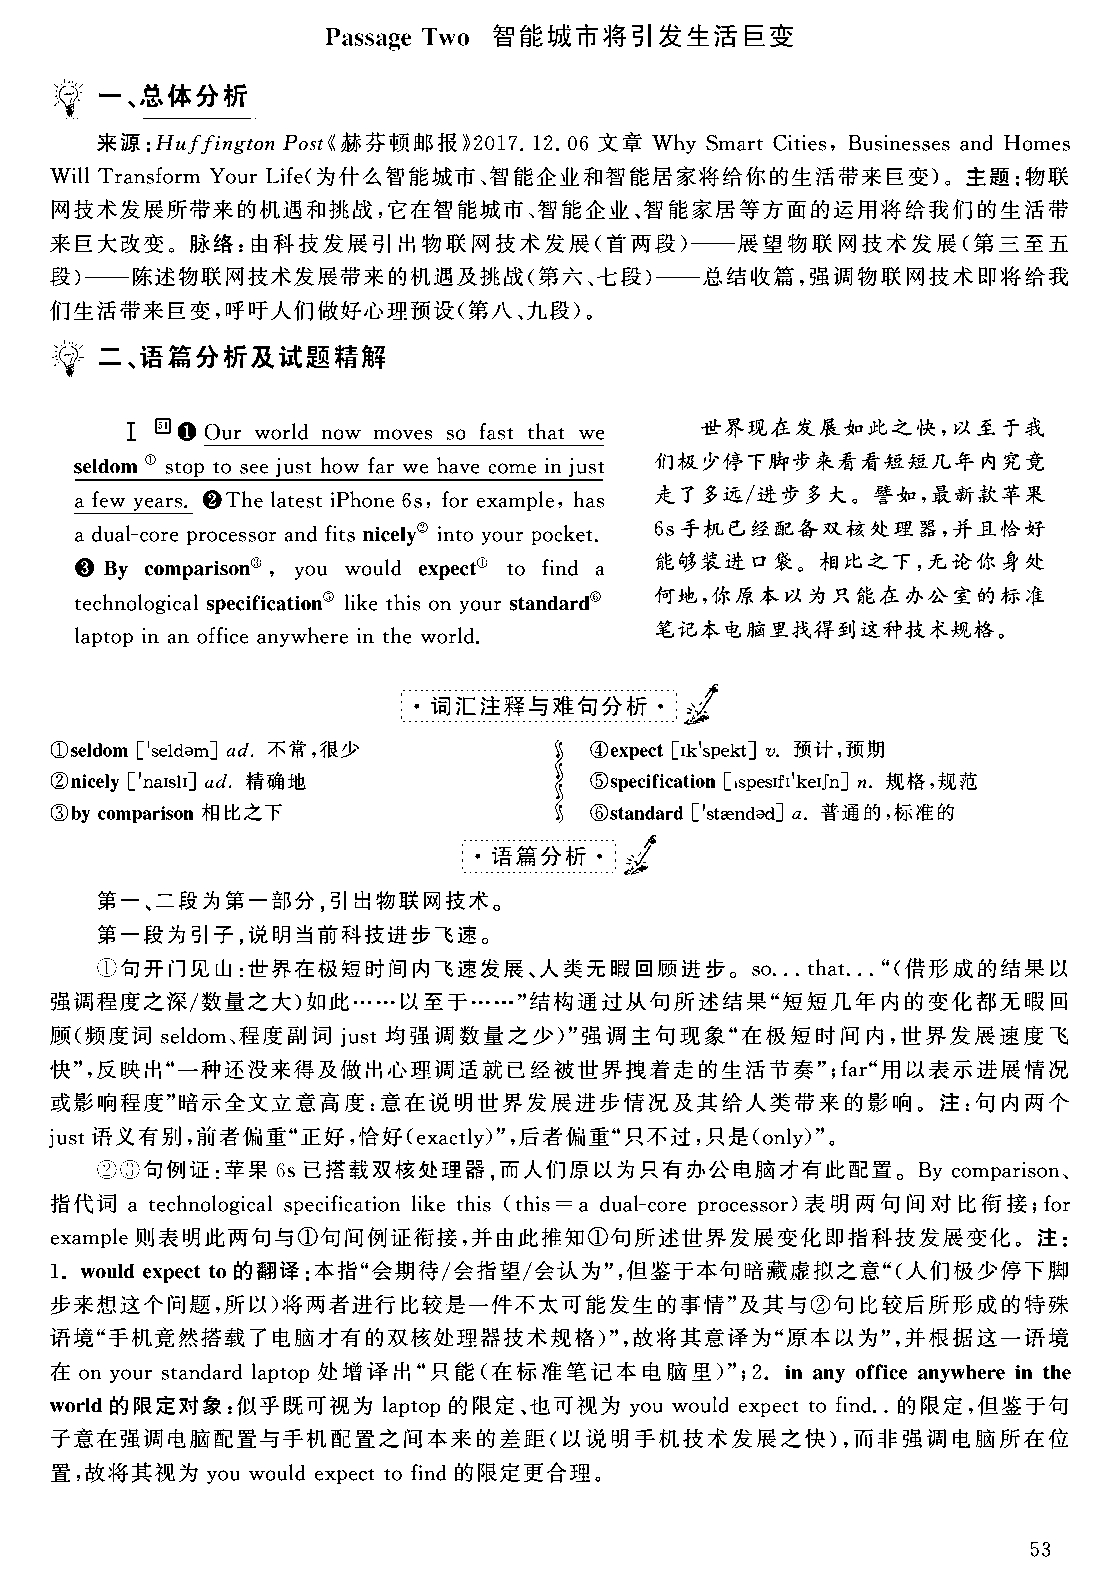 Passage Two 智能城市将引发生活巨变
一、总体分析
来源:Huffington Post《赫芬顿邮报》2017.12.06 文章 Why Smart Cities, Businesses and Homes
Will Transform Your Life(为什么智能城市、智能企业和智能居家将给你的生活带来巨变)。主题:物联
网技术发展所带来的机遇和挑战,它在智能城市、智能企业、智能家居等方面的运用将给我们的生活带
来巨大改变。脉络:由科技发展引出物联网技术发展(首两段)——展望物联网技术发展(第三至五
段)——陈述物联网技术发展带来的机遇及挑战(第六、七段)——总结收篇,强调物联网技术即将给我
们生活带来巨变,呼吁人们做好心理预设(第八、九段)。
二、语篇分析及试题精解
I 51 ❶ Our world now moves so fast that we
seldom ① stop to see just how far we have come in just
a few years. ❷The latest iPhone 6s, for example, has
a dual-core processor and fits nicely② into your pocket.
❸ By comparison③, you would expect④ to find a
technological specification⑤ like this on your standard⑥
laptop in an office anywhere in the world.
世界现在发展如此之快,以至于我
们极少停下脚步来看看短短几年内究竟
走了多远/进步多大。譬如,最新款苹果
6s 手机已经配备双核处理器,并且恰好
能够装进口袋。相比之下,无论你身处
何地,你原本以为只能在办公室的标准
笔记本电脑里找得到这种技术规格。
·词汇注释与难句分析·
①seldom [ˈseldəm] ad. 不常,很少
②nicely [ˈnaɪslɪ] ad. 精确地
③by comparison 相比之下
④expect [ɪkˈspekt] v. 预计,预期
⑤specification [ˌspesɪfɪˈkeɪʃn] n. 规格,规范
⑥standard [ˈstændəd] a. 普通的,标准的
·语篇分析·
第一、二段为第一部分,引出物联网技术。
第一段为引子,说明当前科技进步飞速。
①句开门见山:世界在极短时间内飞速发展、人类无暇回顾进步。so...that...“(借形成的结果以
强调程度之深/数量之大)如此……以至于……”结构通过从句所述结果“短短几年内的变化都无暇回
顾(频度词 seldom、程度副词 just 均强调数量之少)”强调主句现象“在极短时间内,世界发展速度飞
快”,反映出“一种还没来得及做出心理调适就已经被世界拽着走的生活节奏”;far“用以表示进展情况
或影响程度”暗示全文立意高度:意在说明世界发展进步情况及其给人类带来的影响。注:句内两个
just 语义有别,前者偏重“正好,恰好(exactly)”,后者偏重“只不过,只是(only)”。
②③句例证:苹果 6s 已搭载双核处理器,而人们原以为只有办公电脑才有此配置。By comparison、
指代词 a technological specification like this (this=a dual-core processor)表明两句间对比衔接;for
example 则表明此两句与①句间例证衔接,并由此推知①句所述世界发展变化即指科技发展变化。注:
1. would expect to 的翻译:本指“会期待/会指望/会认为”,但鉴于本句暗藏虚拟之意“(人们极少停下脚
步来想这个问题,所以)将两者进行比较是一件不太可能发生的事情”及其与②句比较后所形成的特殊
语境“手机竟然搭载了电脑才有的双核处理器技术规格)”,故将其意译为“原本以为”,并根据这一语境
在 on your standard laptop 处增译出“只能(在标准笔记本电脑里)”;2. in any office anywhere in the
world 的限定对象:似乎既可视为 laptop 的限定、也可视为 you would expect to find..的限定,但鉴于句
子意在强调电脑配置与手机配置之间本来的差距(以说明手机技术发展之快),而非强调电脑所在位
置,故将其视为 you would expect to find 的限定更合理。
53